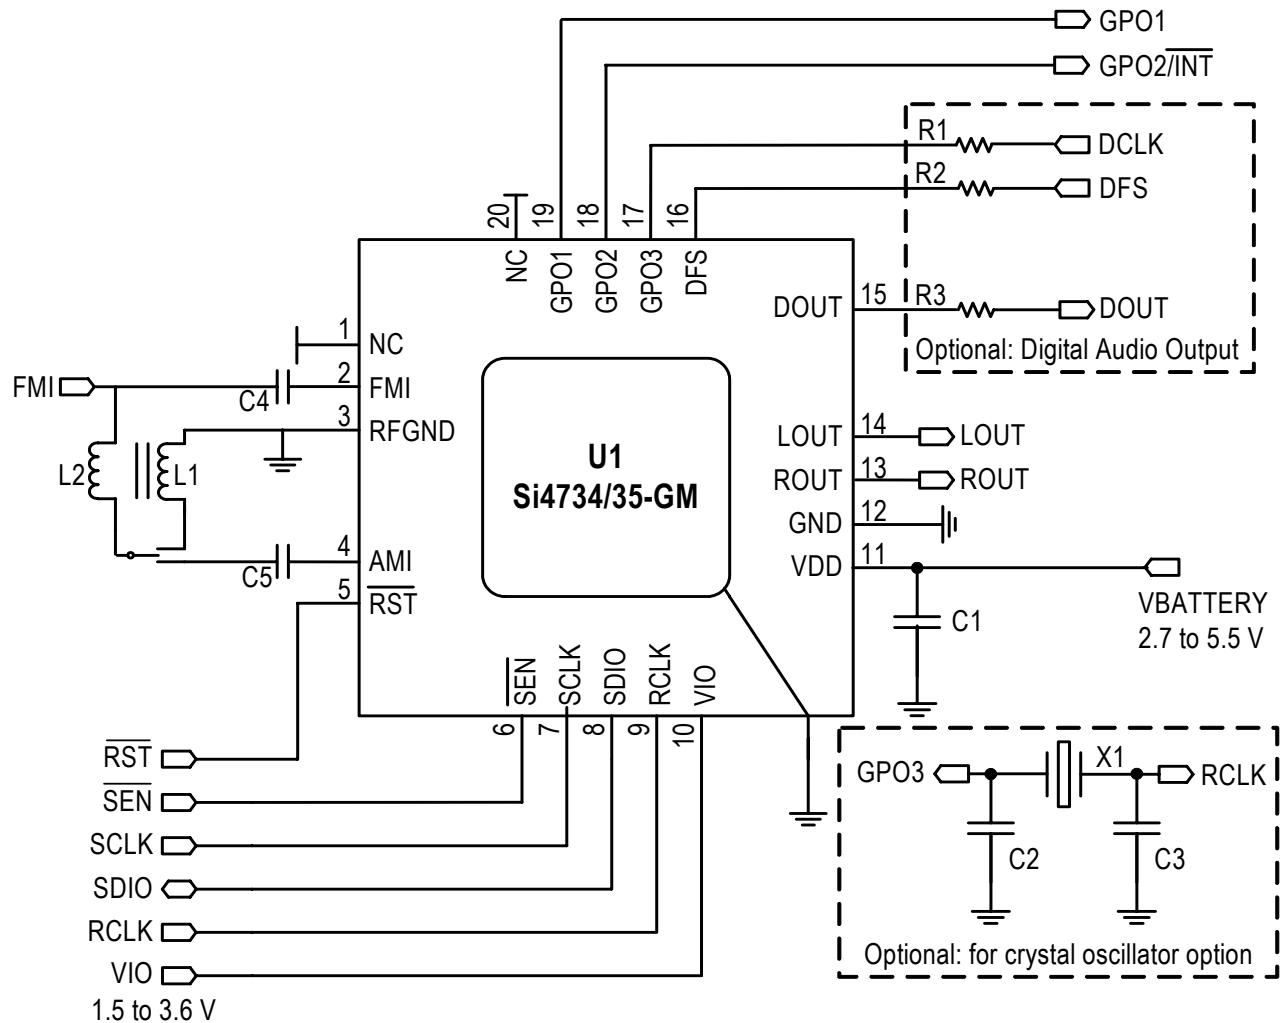 GPO1
GPO2/INT
R1
DCLK
R2
DFS
20
19
18
17
16
NC
GPO1
GPO2
GPO3
DFS
DOUT
15
R3
DOUT
Optional: Digital Audio Output
1
NC
FMI
C4
2
FMI
3
RFGND
L2
L1
U1
Si4734/35-GM
LOUT
14
LOUT
ROUT
13
ROUT
GND
12
VDD
11
C5
4
AMI
5
RST
VBATTERY
2.7 to 5.5 V
C1
SEN
SCLK
SDIO
RCLK
VIO
6
7
8
9
10
RST
SEN
SCLK
SDIO
RCLK
VIO
1.5 to 3.6 V
GPO3
X1
RCLK
C2
C3
Optional: for crystal oscillator option